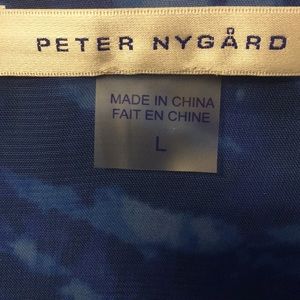 PETER NYGÅRD
MADE IN CHINA
FAIT EN CHINE
L